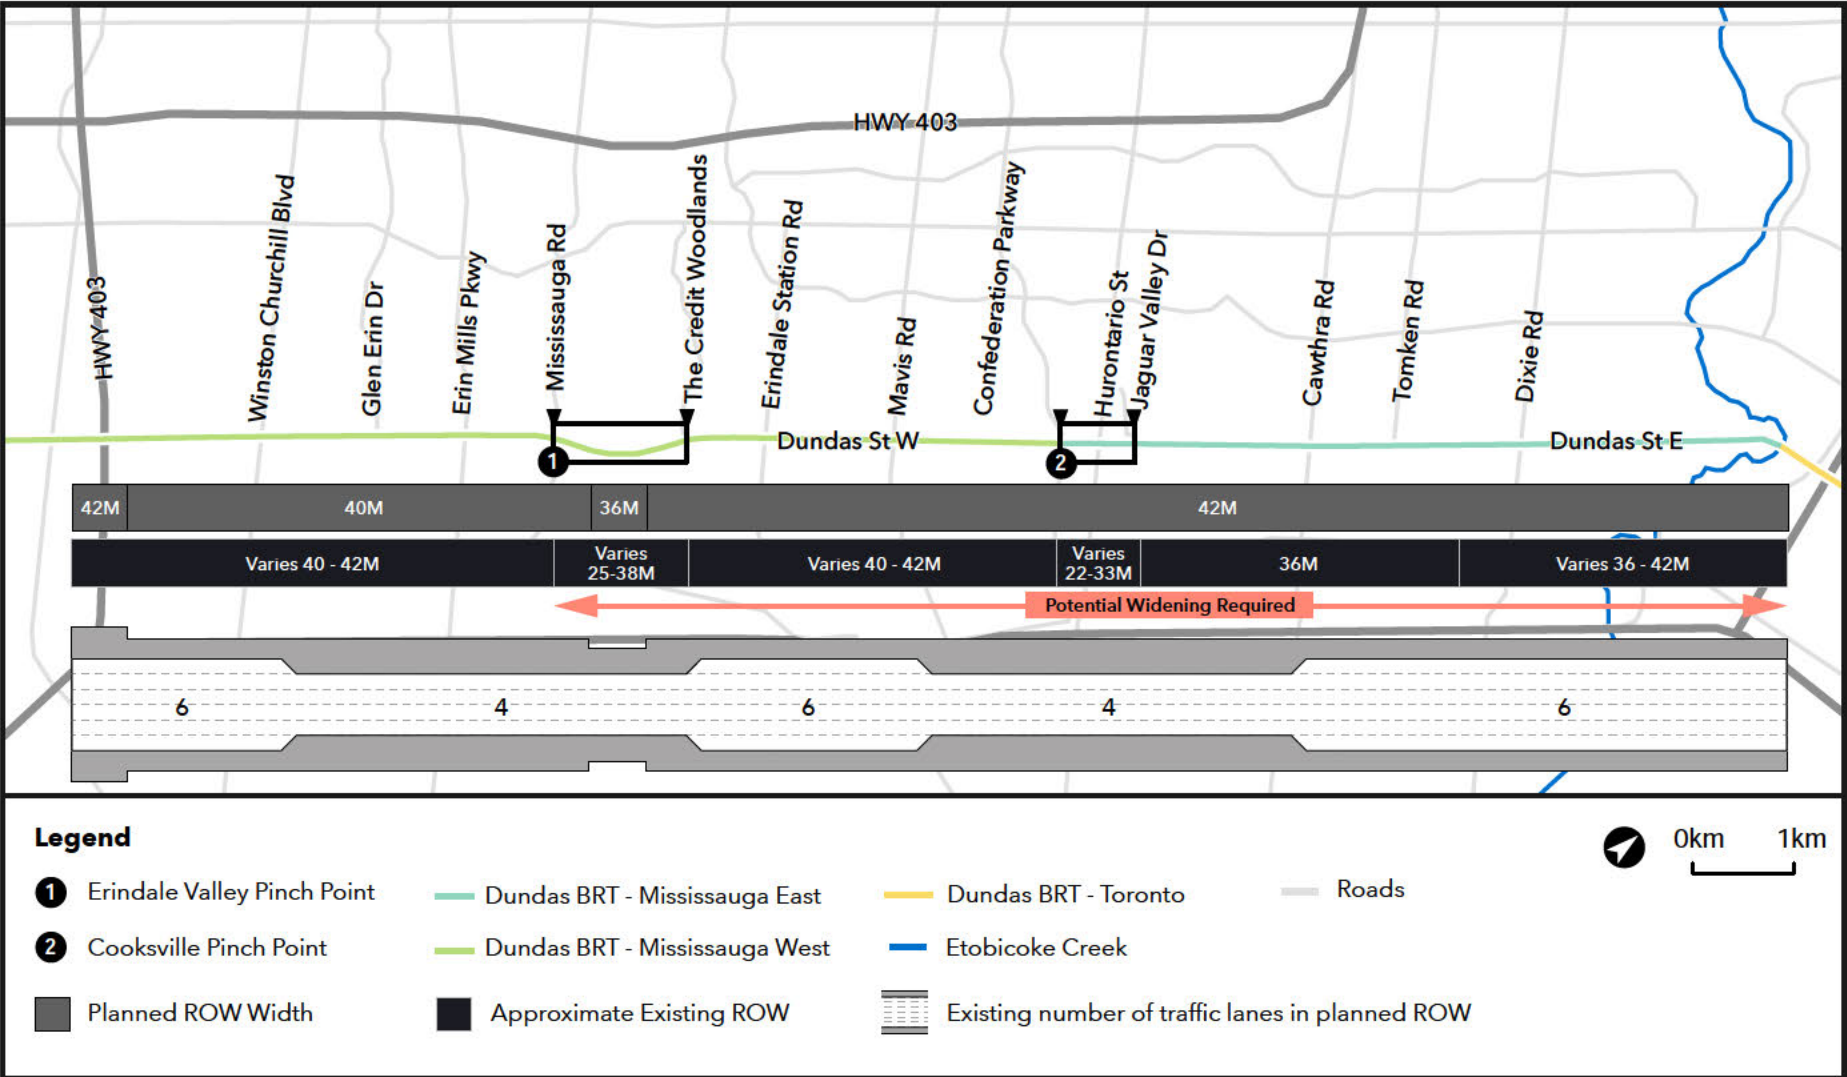 HWY 403
HWY 403
Winston Churchill Blvd
Glen Erin Dr
Erin Mills Pkwy
Mississauga Rd
The Credit Woodlands
Erindale Station Rd
Mavis Rd
Confederation Parkway
Hurontario St
Jaguar Valley Dr
Cawthra Rd
Tomken Rd
Dixie Rd
Dundas St W
Dundas St E
1
2
42M
40M
36M
42M
Varies 40 - 42M
Varies
25-38M
Varies 40 - 42M
Varies
22-33M
36M
Varies 36 - 42M
Potential Widening Required
6
4
6
4
6
Legend
1 Erindale Valley Pinch Point
2 Cooksville Pinch Point
Planned ROW Width
Dundas BRT - Mississauga East
Dundas BRT - Mississauga West
Approximate Existing ROW
Dundas BRT - Toronto
Etobicoke Creek
Existing number of traffic lanes in planned ROW
Roads
0km 1km